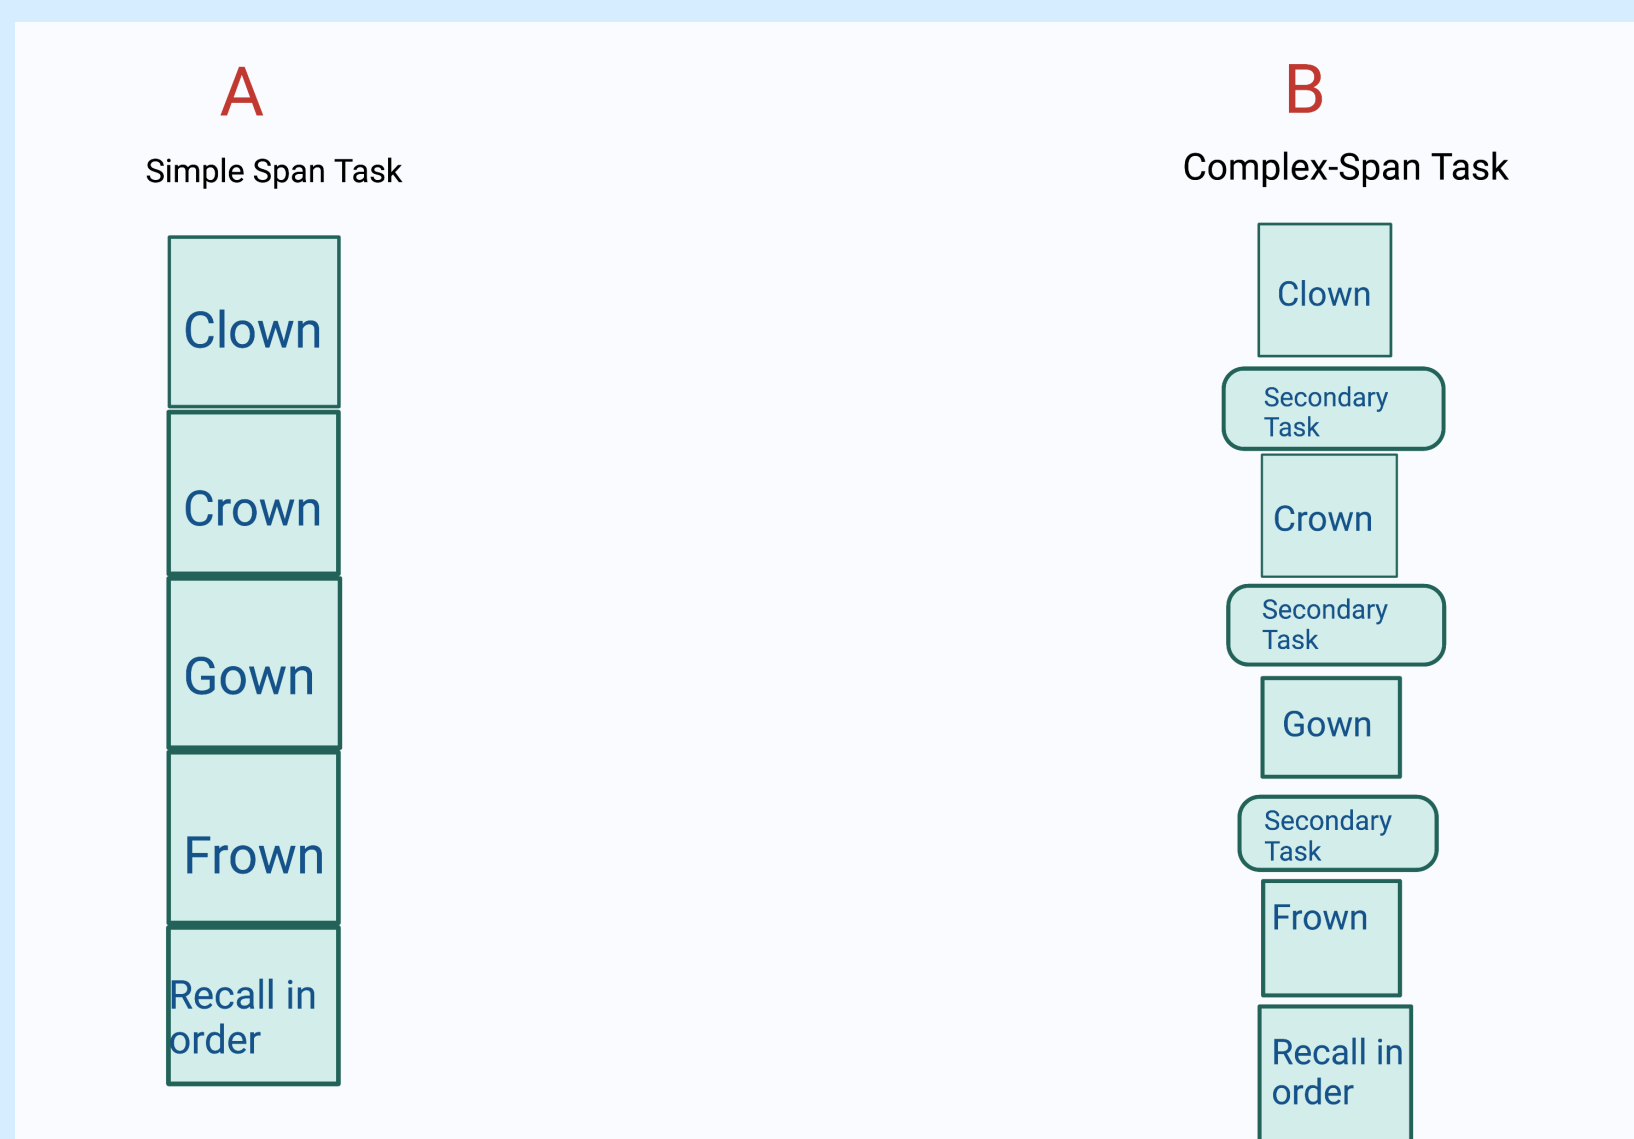 A
Simple Span Task
Clown
Crown
Gown
Frown
Recall in
order
B
Complex-Span Task
Clown
Secondary
Task
Crown
Secondary
Task
Gown
Secondary
Task
Frown
Recall in
order